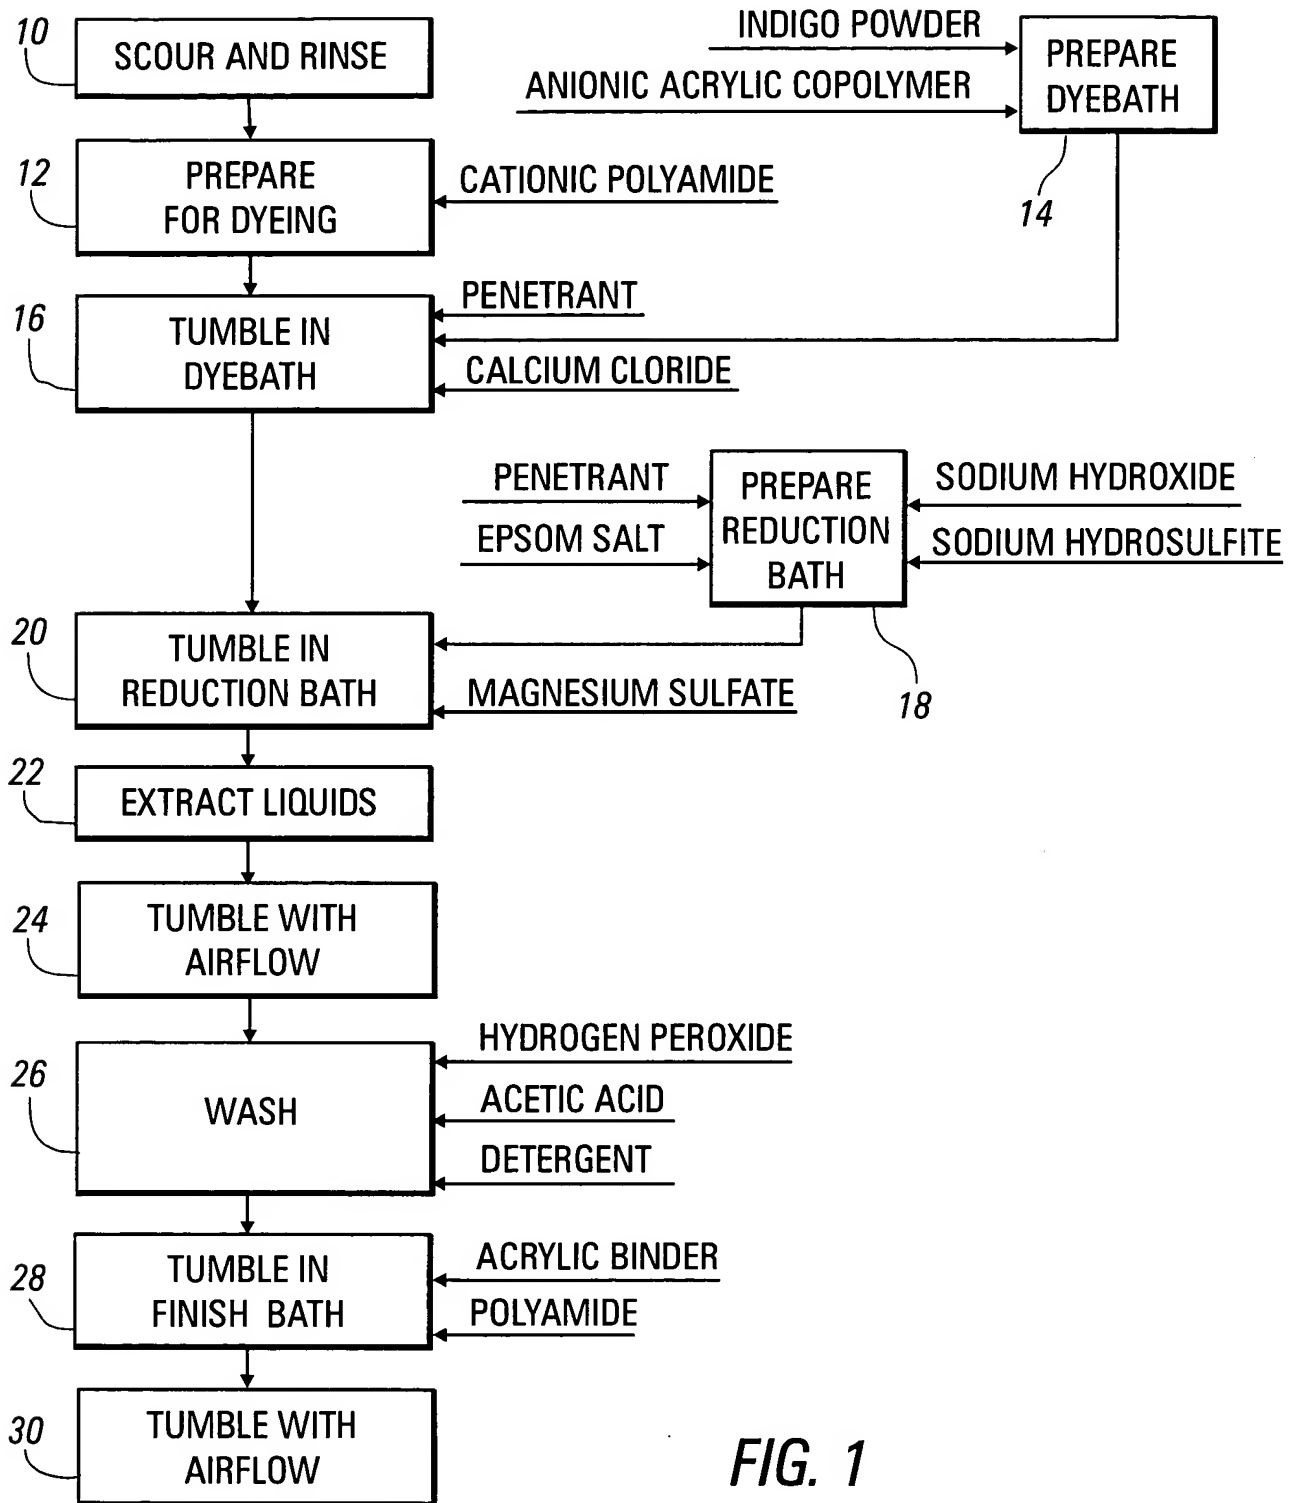 10
SCOUR AND RINSE
INDIGO POWDER
ANIONIC ACRYLIC COPOLYMER
PREPARE
DYEBATH
14
12
PREPARE
FOR DYEING
CATIONIC POLYAMIDE
16
TUMBLE IN
DYEBATH
PENETRANT
CALCIUM CLORIDE
PENETRANT
EPSOM SALT
PREPARE
REDUCTION
BATH
SODIUM HYDROXIDE
SODIUM HYDROSULFITE
18
20
TUMBLE IN
REDUCTION BATH
MAGNESIUM SULFATE
22
EXTRACT LIQUIDS
24
TUMBLE WITH
AIRFLOW
26
WASH
HYDROGEN PEROXIDE
ACETIC ACID
DETERGENT
28
TUMBLE IN
FINISH BATH
ACRYLIC BINDER
POLYAMIDE
30
TUMBLE WITH
AIRFLOW
FIG. 1